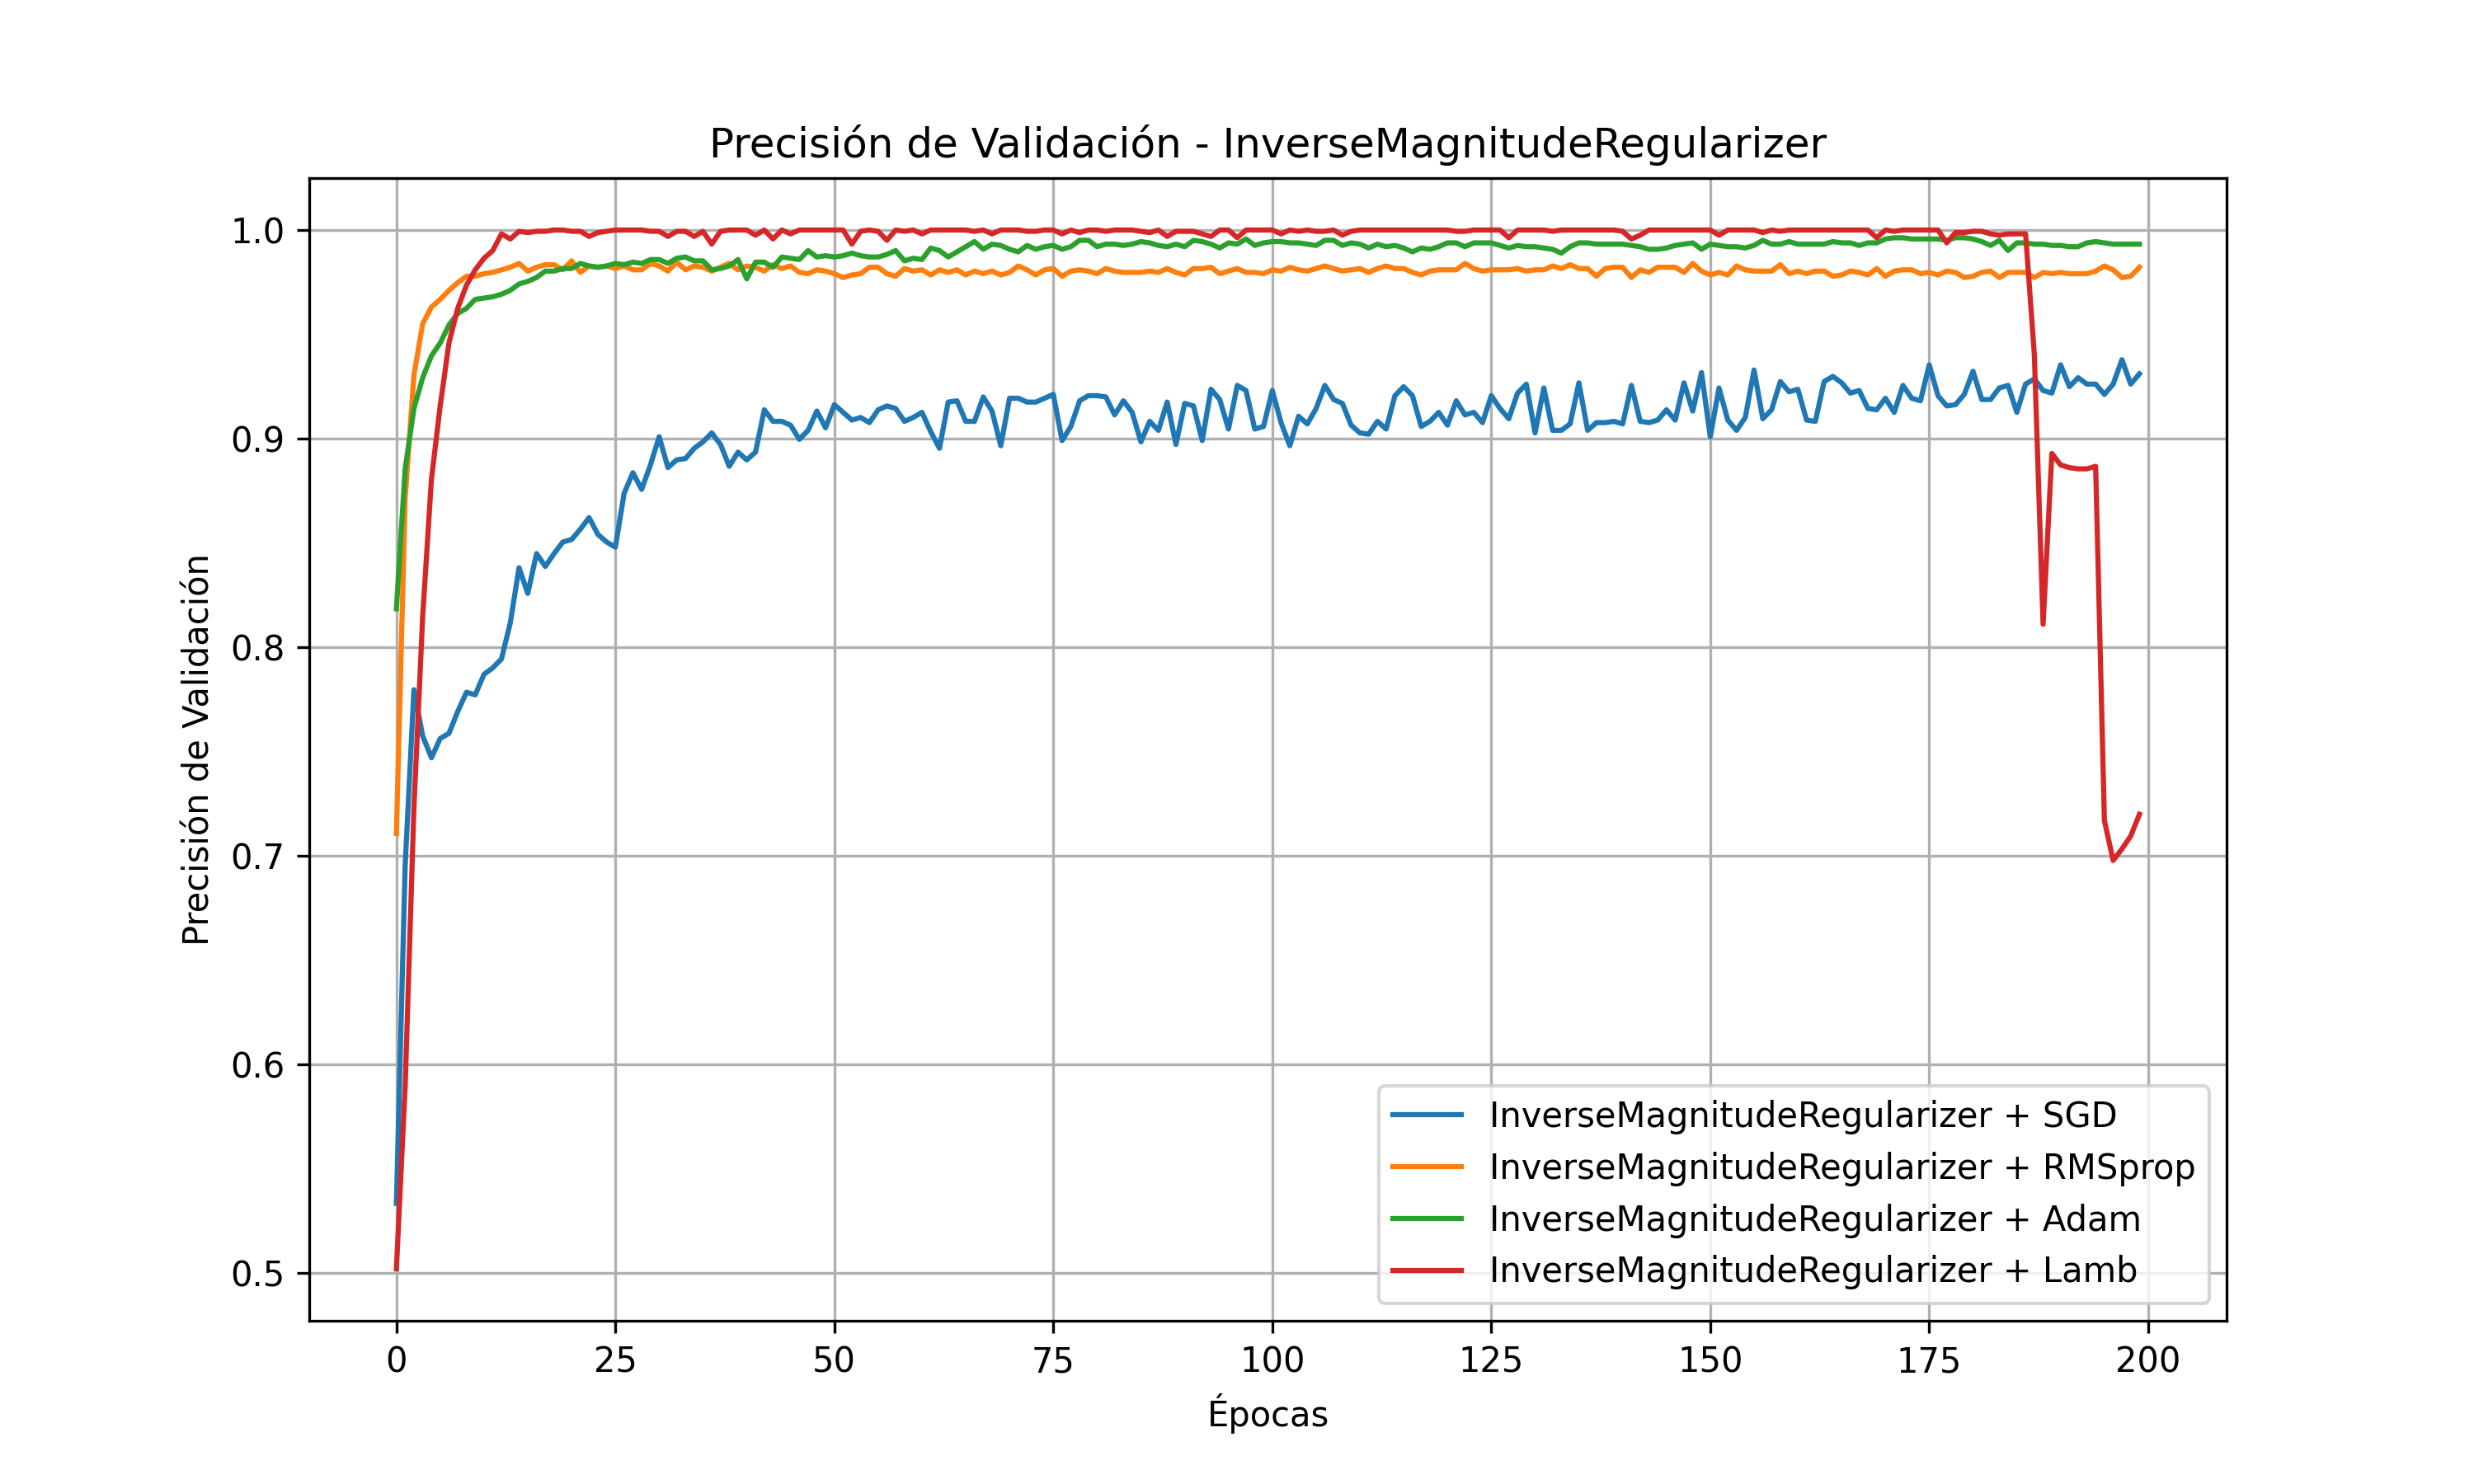 Precisión de Validación - InverseMagnitudeRegularizer
Precisión de Validación
1.0
0.9
0.8
0.7
0.6
0.5
0 25 50 75 100 125 150 175 200
Épocas
InverseMagnitudeRegularizer + SGD
InverseMagnitudeRegularizer + RMSprop
InverseMagnitudeRegularizer + Adam
InverseMagnitudeRegularizer + Lamb